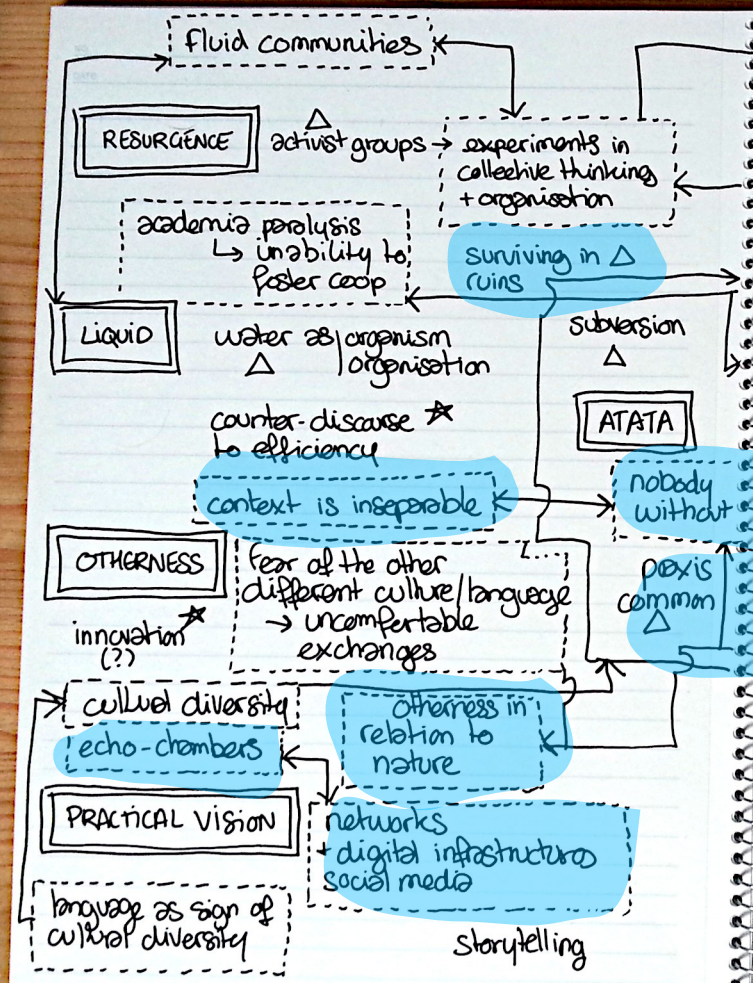 fluid communities
RESURGENCE
activist groups
experiments in
collective thinking
+ organisation
academia paralysis
inability to
foster coop
surviving in
ruins
LIQUID
water as
organism
organisation
subversion
counter-discourse
to efficiency
ATATA
context is inseparable
nobody
without
OTHERNESS
fear of the other
different culture/language
→ uncomfertable
exchanges
praxis
common
innovation
(?)
cultural diversity
echo-chambers
otherness in
relation to
nature
PRACTICAL VISION
networks
+ digital infrastructures
social media
language as sign of
cultural diversity
storytelling